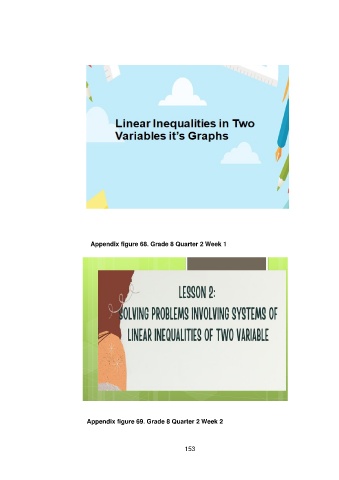 Linear Inequalities in Two
Variables it's Graphs
Appendix figure 68. Grade 8 Quarter 2 Week 1
LESSON 2:
SOLVING PROBLEMS INVOLVING SYSTEMS OF
LINEAR INEQUALITIES OF TWO VARIABLE
Appendix figure 69. Grade 8 Quarter 2 Week 2
153